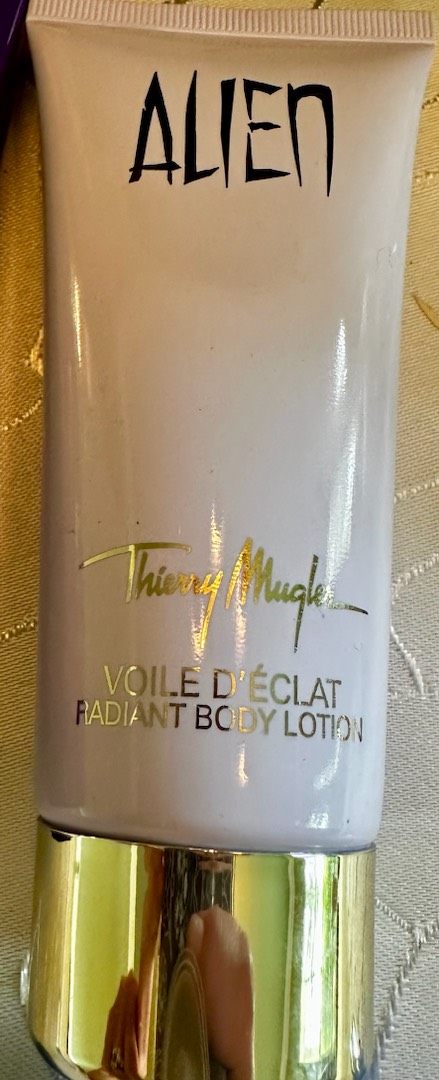 ALIEN
Thierry Mugler
VOILE D'ÉCLAT
RADIANT BODY LOTION